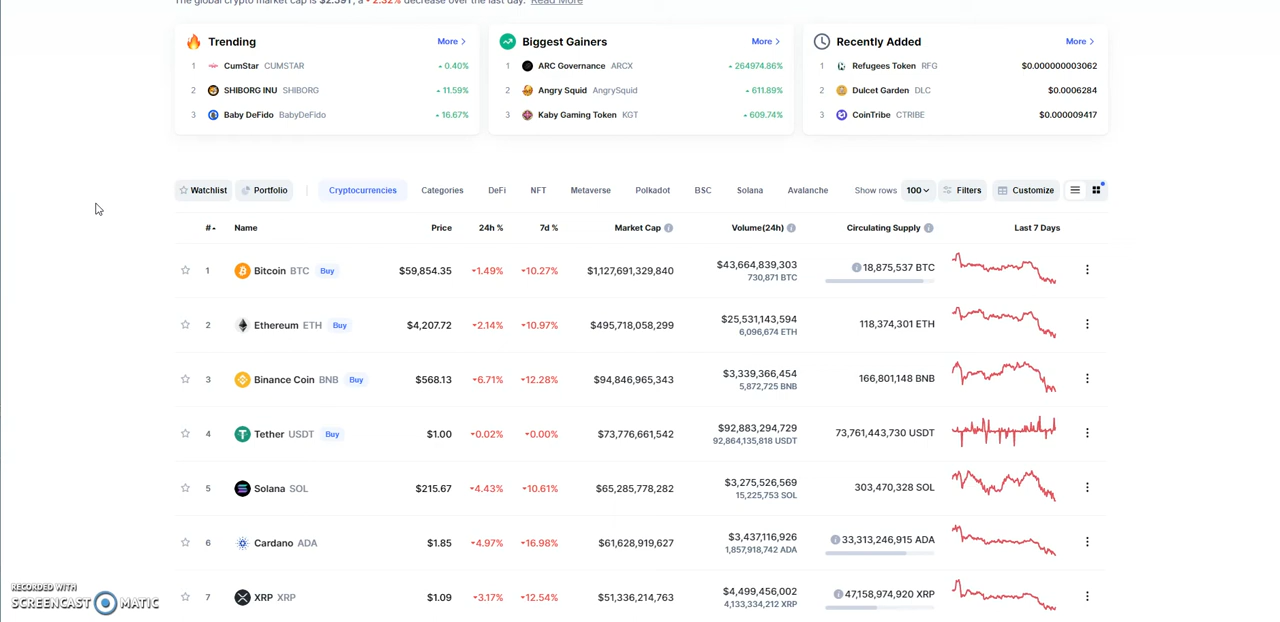 The global crypto market cap is $2.59T, a 2.32% decrease over the last day. Read More
Trending More >
1 CumStar CUMSTAR 0.40%
2 SHIBORG INU SHIBORG 11.59%
3 Baby DeFido BabyDeFido 16.67%
Biggest Gainers More >
1 ARC Governance ARCX 264974.86%
2 Angry Squid AngrySquid 611.89%
3 Kaby Gaming Token KGT 609.74%
Recently Added More >
1 Refugees Token RFG $0.000000003062
2 Dulcet Garden DLC $0.0006284
3 CoinTribe CTRIBE $0.000009417
Watchlist Portfolio Cryptocurrencies Categories DeFi NFT Metaverse Polkadot BSC Solana Avalanche Show rows 100 Filters Customize
# Name Price 24h % 7d % Market Cap Volume(24h) Circulating Supply Last 7 Days
1 Bitcoin BTC Buy $59,854.35 1.49% 10.27% $1,127,691,329,840 $43,664,839,303 18,875,537 BTC
730,871 BTC
2 Ethereum ETH Buy $4,207.72 2.14% 10.97% $495,718,058,299 $25,531,143,594 118,374,301 ETH
6,096,674 ETH
3 Binance Coin BNB Buy $568.13 6.71% 12.28% $94,846,965,343 $3,339,366,454 166,801,148 BNB
5,872,725 BNB
4 Tether USDT Buy $1.00 0.02% 0.00% $73,776,661,542 $92,883,294,729 73,761,443,730 USDT
92,864,135,818 USDT
5 Solana SOL $215.67 4.43% 10.61% $65,285,778,282 $3,275,526,569 303,470,328 SOL
15,225,753 SOL
6 Cardano ADA $1.85 4.97% 16.98% $61,628,919,627 $3,437,116,926 33,313,246,915 ADA
1,857,918,742 ADA
7 XRP XRP $1.09 3.17% 12.54% $51,336,214,763 $4,499,456,002 47,158,974,920 XRP
4,133,334,212 XRP
RECORDED WITH
SCREENCAST MATIC